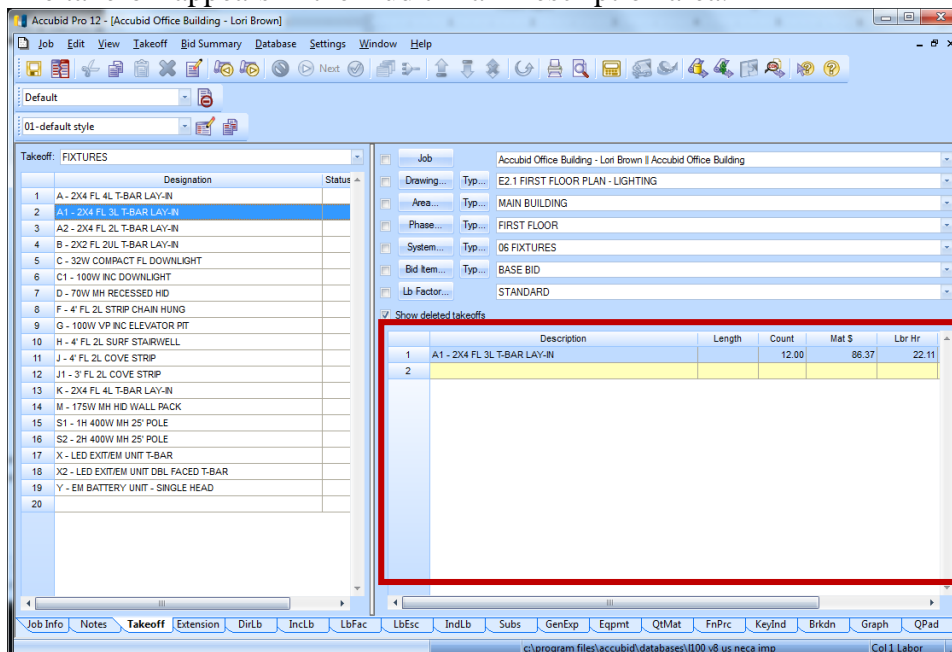 Accubid Pro 12 - [Accubid Office Building - Lori Brown]
Job Edit View Takeoff Bid Summary Database Settings Window Help
Next
Default
01-default style
Takeoff: FIXTURES
Designation Status
1 A - 2X4 FL 4L T-BAR LAY-IN
2 A1 - 2X4 FL 3L T-BAR LAY-IN
3 A2 - 2X4 FL 2L T-BAR LAY-IN
4 B - 2X2 FL 2UL T-BAR LAY-IN
5 C - 32W COMPACT FL DOWNLIGHT
6 C1 - 100W INC DOWNLIGHT
7 D - 70W MH RECESSED HID
8 F - 4' FL 2L STRIP CHAIN HUNG
9 G - 100W VP INC ELEVATOR PIT
10 H - 4' FL 2L SURF STAIRWELL
11 J - 4' FL 2L COVE STRIP
12 J1 - 3' FL 2L COVE STRIP
13 K - 2X4 FL 4L T-BAR LAY-IN
14 M - 175W MH HID WALL PACK
15 S1 - 1H 400W MH 25' POLE
16 S2 - 2H 400W MH 25' POLE
17 X - LED EXIT/EM UNIT T-BAR
18 X2 - LED EXIT/EM UNIT DBL FACED T-BAR
19 Y - EM BATTERY UNIT - SINGLE HEAD
20
Job Accubid Office Building - Lori Brown || Accubid Office Building
Drawing... Typ... E2.1 FIRST FLOOR PLAN - LIGHTING
Area... Typ... MAIN BUILDING
Phase... Typ... FIRST FLOOR
System... Typ... 06 FIXTURES
Bid Item... Typ... BASE BID
Lb Factor... STANDARD
Show deleted takeoffs
Description Length Count Mat $ Lbr Hr
1 A1 - 2X4 FL 3L T-BAR LAY-IN 12.00 86.37 22.11
2
Job Info Notes Takeoff Extension DirLb IncLb LbFac LbEsc IndLb Subs GenExp Eqpmt QtMat FnPrc KeyInd Brkdn Graph QPad
c:\program files\accubid\databases\l100 v8 us neca imp Col 1 Labor